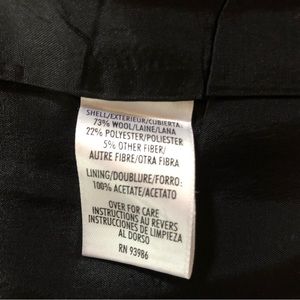 SHELL/EXTERIEUR/CUBIERTA:
73% WOOL/LAINE/LANA
22% POLYESTER/POLIESTER
5% OTHER FIBER/
AUTRE FIBRE/OTRA FIBRA
LINING/DOUBLURE/FORRO:
100% ACETATE/ACETATO
OVER FOR CARE
INSTRUCTIONS AU REVERS
INSTRUCCIONES DE LIMPIEZA
AL DORSO
RN 93986